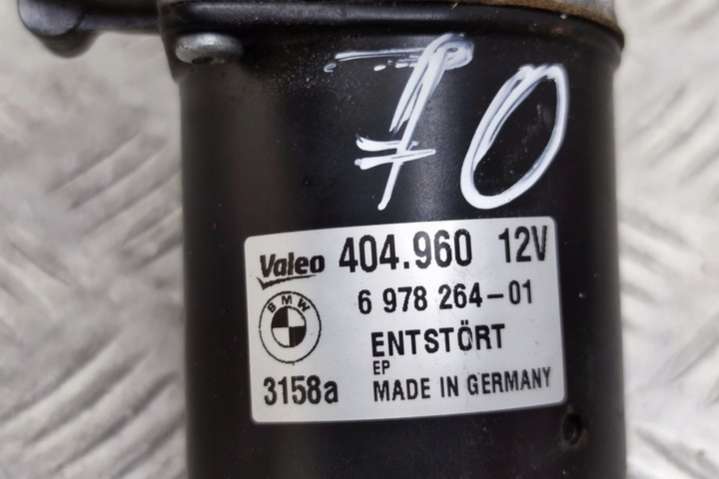 70
Valeo 404.960 12V
6 978 264-01
BMW
ENTSTÖRT
EP
3158a MADE IN GERMANY